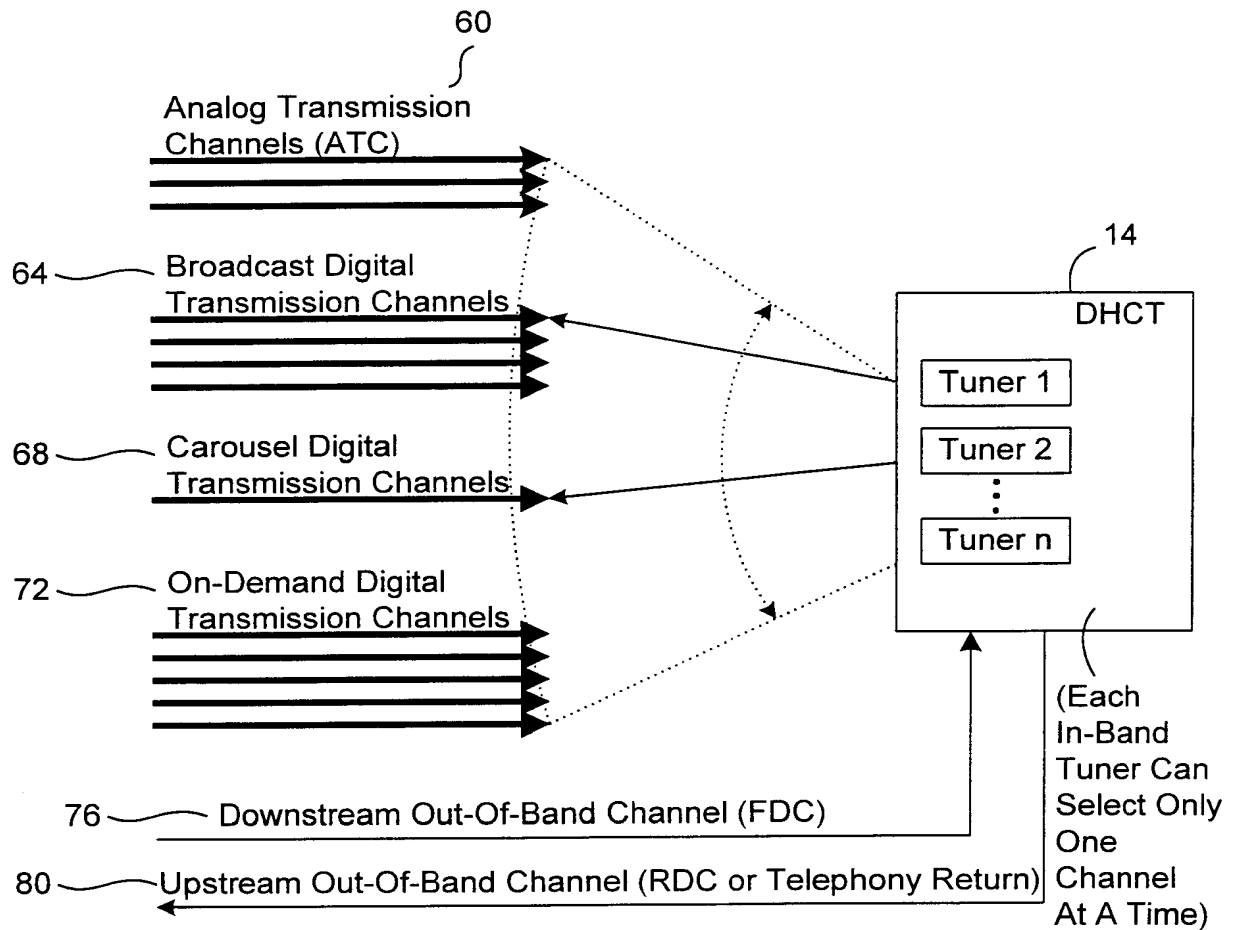 60
Analog Transmission
Channels (ATC)
14
64
Broadcast Digital
Transmission Channels
DHCT
Tuner 1
68
Carousel Digital
Transmission Channels
Tuner 2
Tuner n
72
On-Demand Digital
Transmission Channels
(Each
In-Band
Tuner Can
Select Only
One
Channel
At A Time)
76
Downstream Out-Of-Band Channel (FDC)
80
Upstream Out-Of-Band Channel (RDC or Telephony Return)